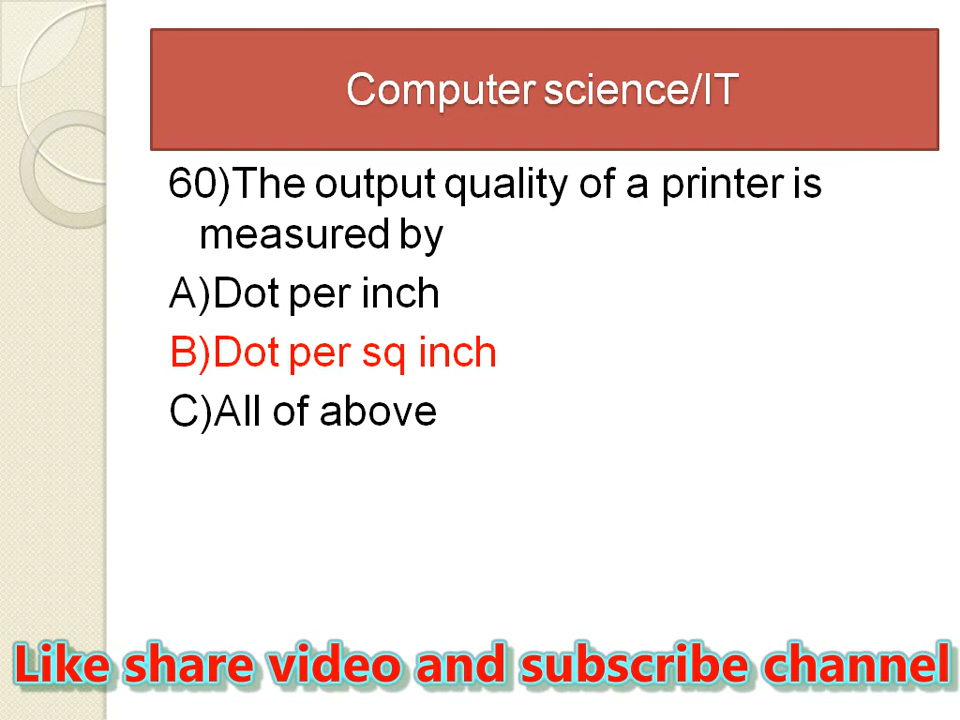 Computer science/IT
60)The output quality of a printer is
measured by
A)Dot per inch
B)Dot per sq inch
C)All of above
Like share video and subscribe channel